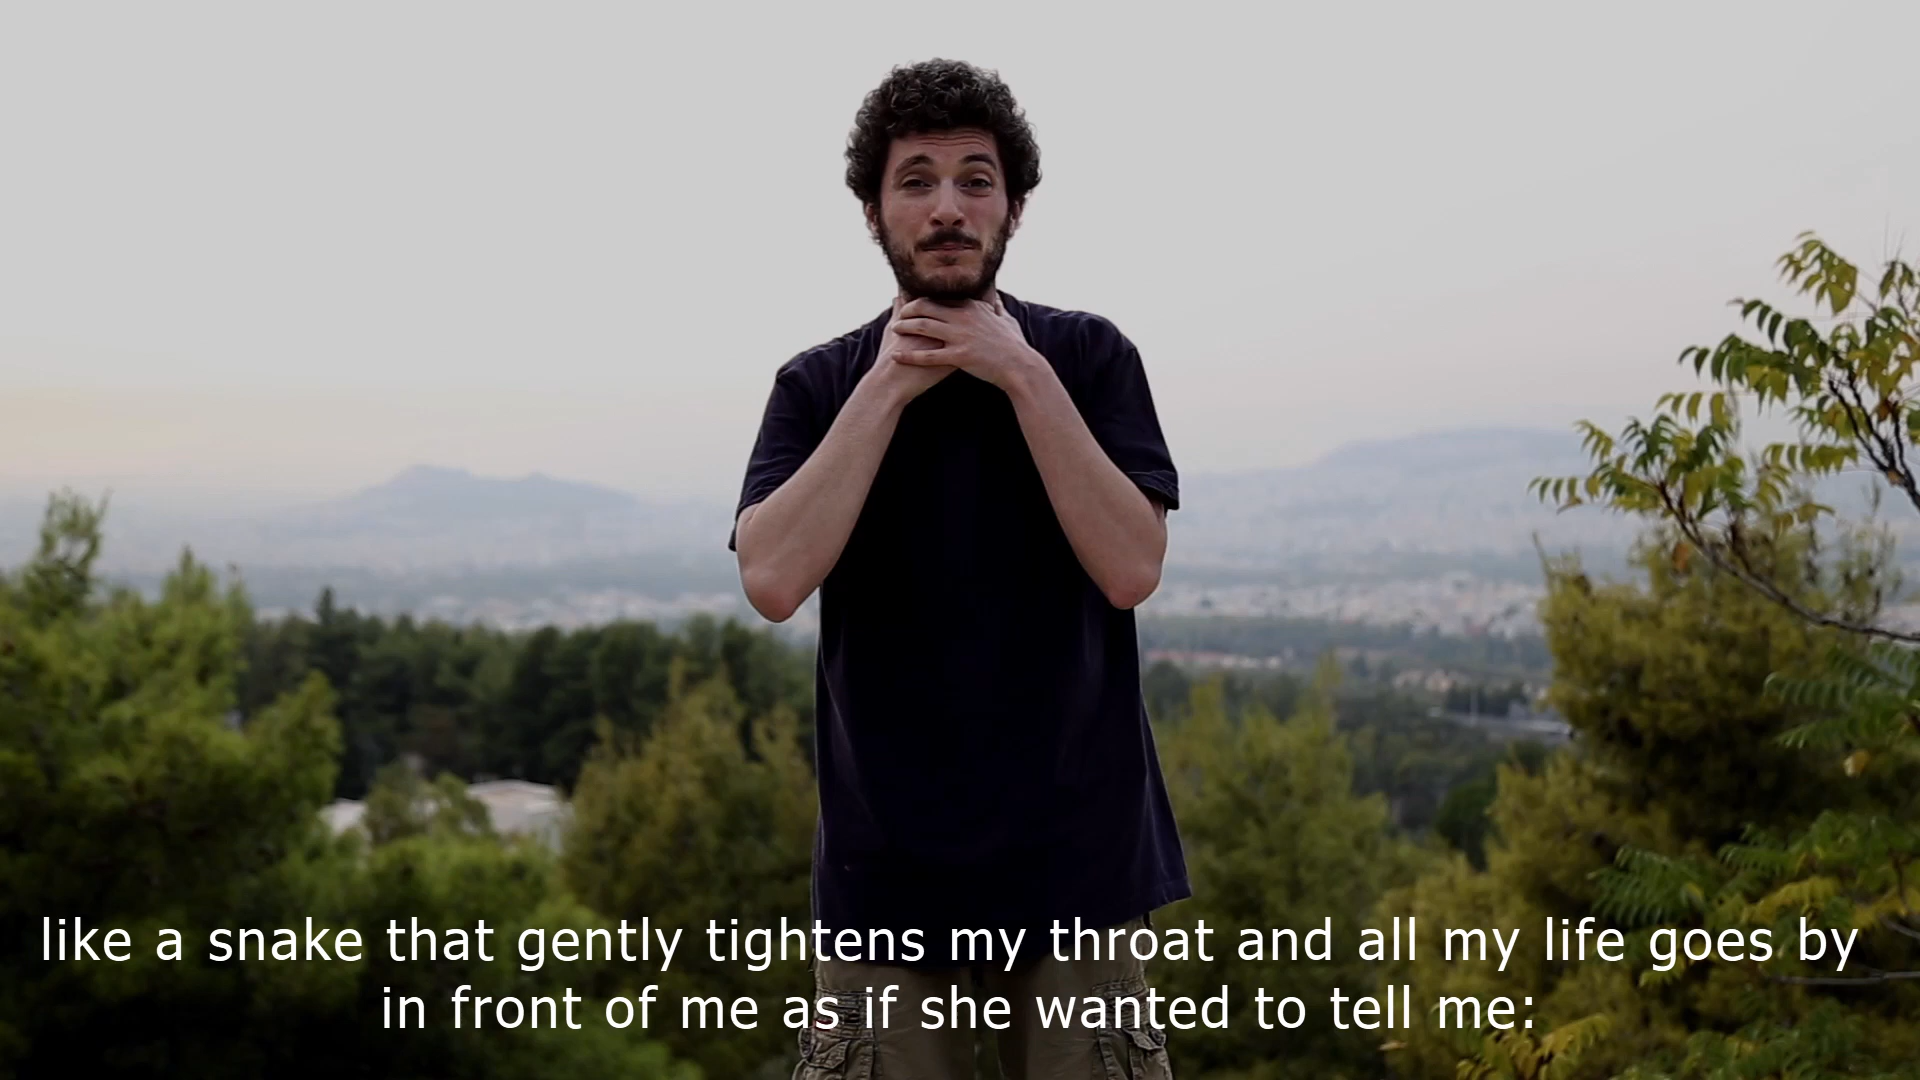 like a snake that gently tightens my throat and all my life goes by
in front of me as if she wanted to tell me: